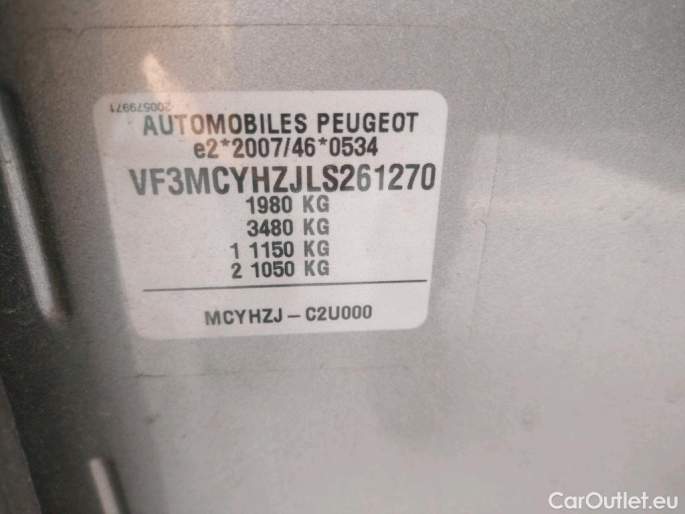 200579971
AUTOMOBILES PEUGEOT
e2*2007/46*0534
VF3MCYHZJLS261270
1980 KG
3480 KG
1 1150 KG
2 1050 KG
MCYHZJ – C2U000
CarOutlet.eu